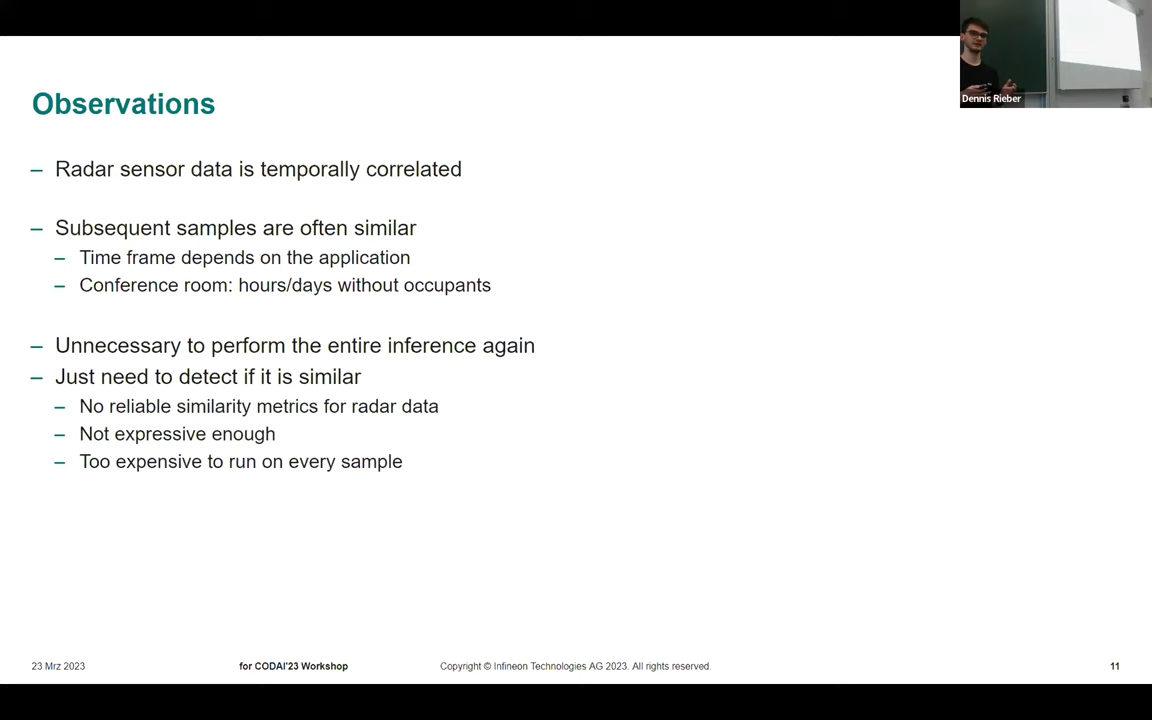 Dennis Rieber
Observations
– Radar sensor data is temporally correlated
– Subsequent samples are often similar
– Time frame depends on the application
– Conference room: hours/days without occupants
– Unnecessary to perform the entire inference again
– Just need to detect if it is similar
– No reliable similarity metrics for radar data
– Not expressive enough
– Too expensive to run on every sample
23 Mrz 2023 for CODAI'23 Workshop Copyright © Infineon Technologies AG 2023. All rights reserved. 11